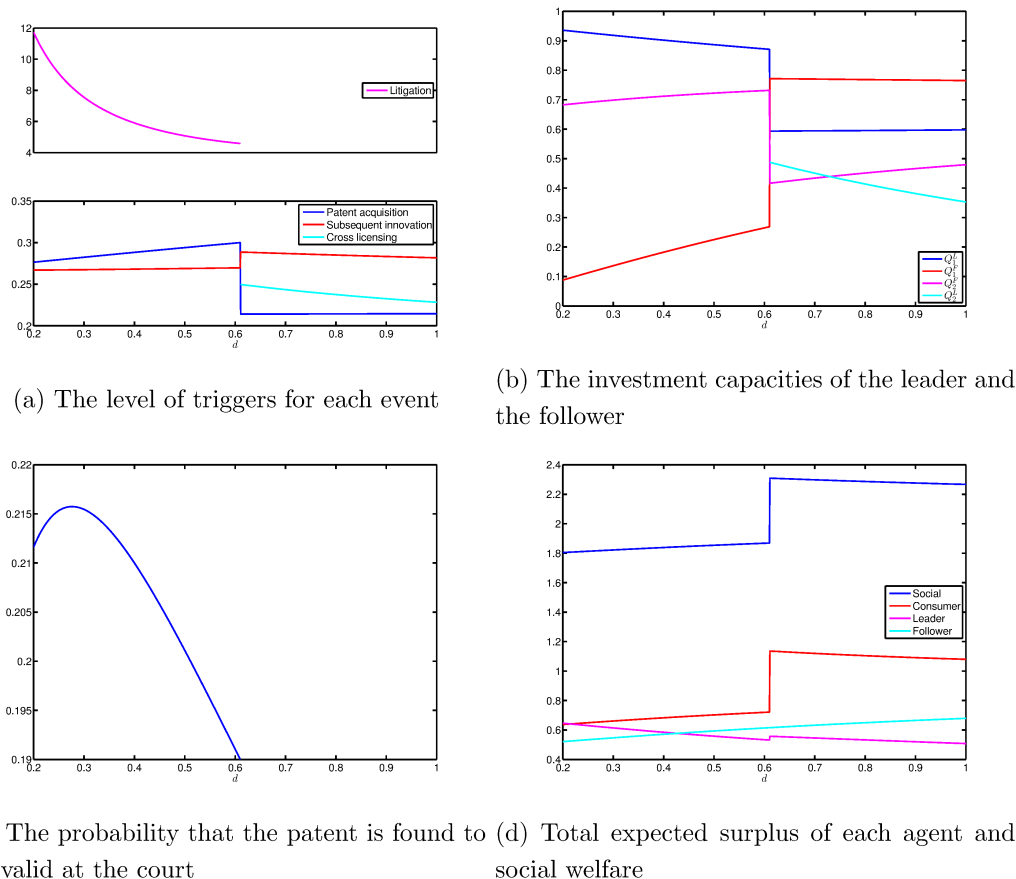 12
10
8
6
4
Litigation
0.35
0.3
0.25
0.2
Patent acquisition
Subsequent innovation
Cross licensing
0.2 0.3 0.4 0.5 0.6 0.7 0.8 0.9 1
d
(a) The level of triggers for each event
1
0.9
0.8
0.7
0.6
0.5
0.4
0.3
0.2
0.1
0
Q_1^L
Q_1^F
Q_2^F
Q_2^L
0.2 0.3 0.4 0.5 0.6 0.7 0.8 0.9 1
d
(b) The investment capacities of the leader and
the follower
0.22
0.215
0.21
0.205
0.2
0.195
0.19
0.2 0.3 0.4 0.5 0.6 0.7 0.8 0.9 1
d
The probability that the patent is found to
valid at the court
2.4
2.2
2
1.8
1.6
1.4
1.2
1
0.8
0.6
0.4
Social
Consumer
Leader
Follower
0.2 0.3 0.4 0.5 0.6 0.7 0.8 0.9 1
d
(d) Total expected surplus of each agent and
social welfare